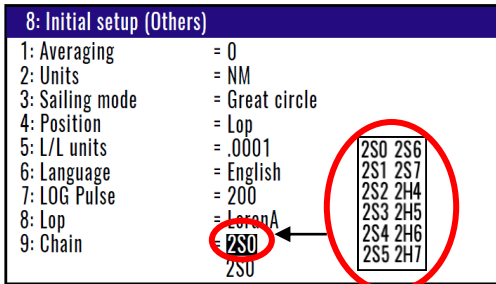 8: Initial setup (Others)
1: Averaging = 0
2: Units = NM
3: Sailing mode = Great circle
4: Position = Lop
5: L/L units = .0001
6: Language = English
7: LOG Pulse = 200
8: Lop = LoranA
9: Chain = 2S0
2S0
2S0 2S6
2S1 2S7
2S2 2H4
2S3 2H5
2S4 2H6
2S5 2H7